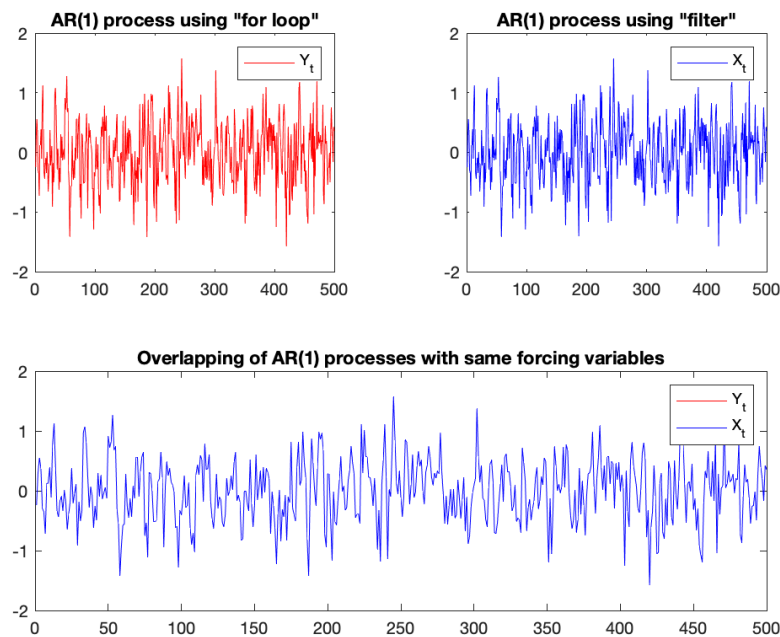 AR(1) process using "for loop"
2
1
0
-1
-2
0 100 200 300 400 500
Y_t
AR(1) process using "filter"
2
1
0
-1
-2
0 100 200 300 400 500
X_t
Overlapping of AR(1) processes with same forcing variables
2
1
0
-1
-2
0 50 100 150 200 250 300 350 400 450 500
Y_t
X_t